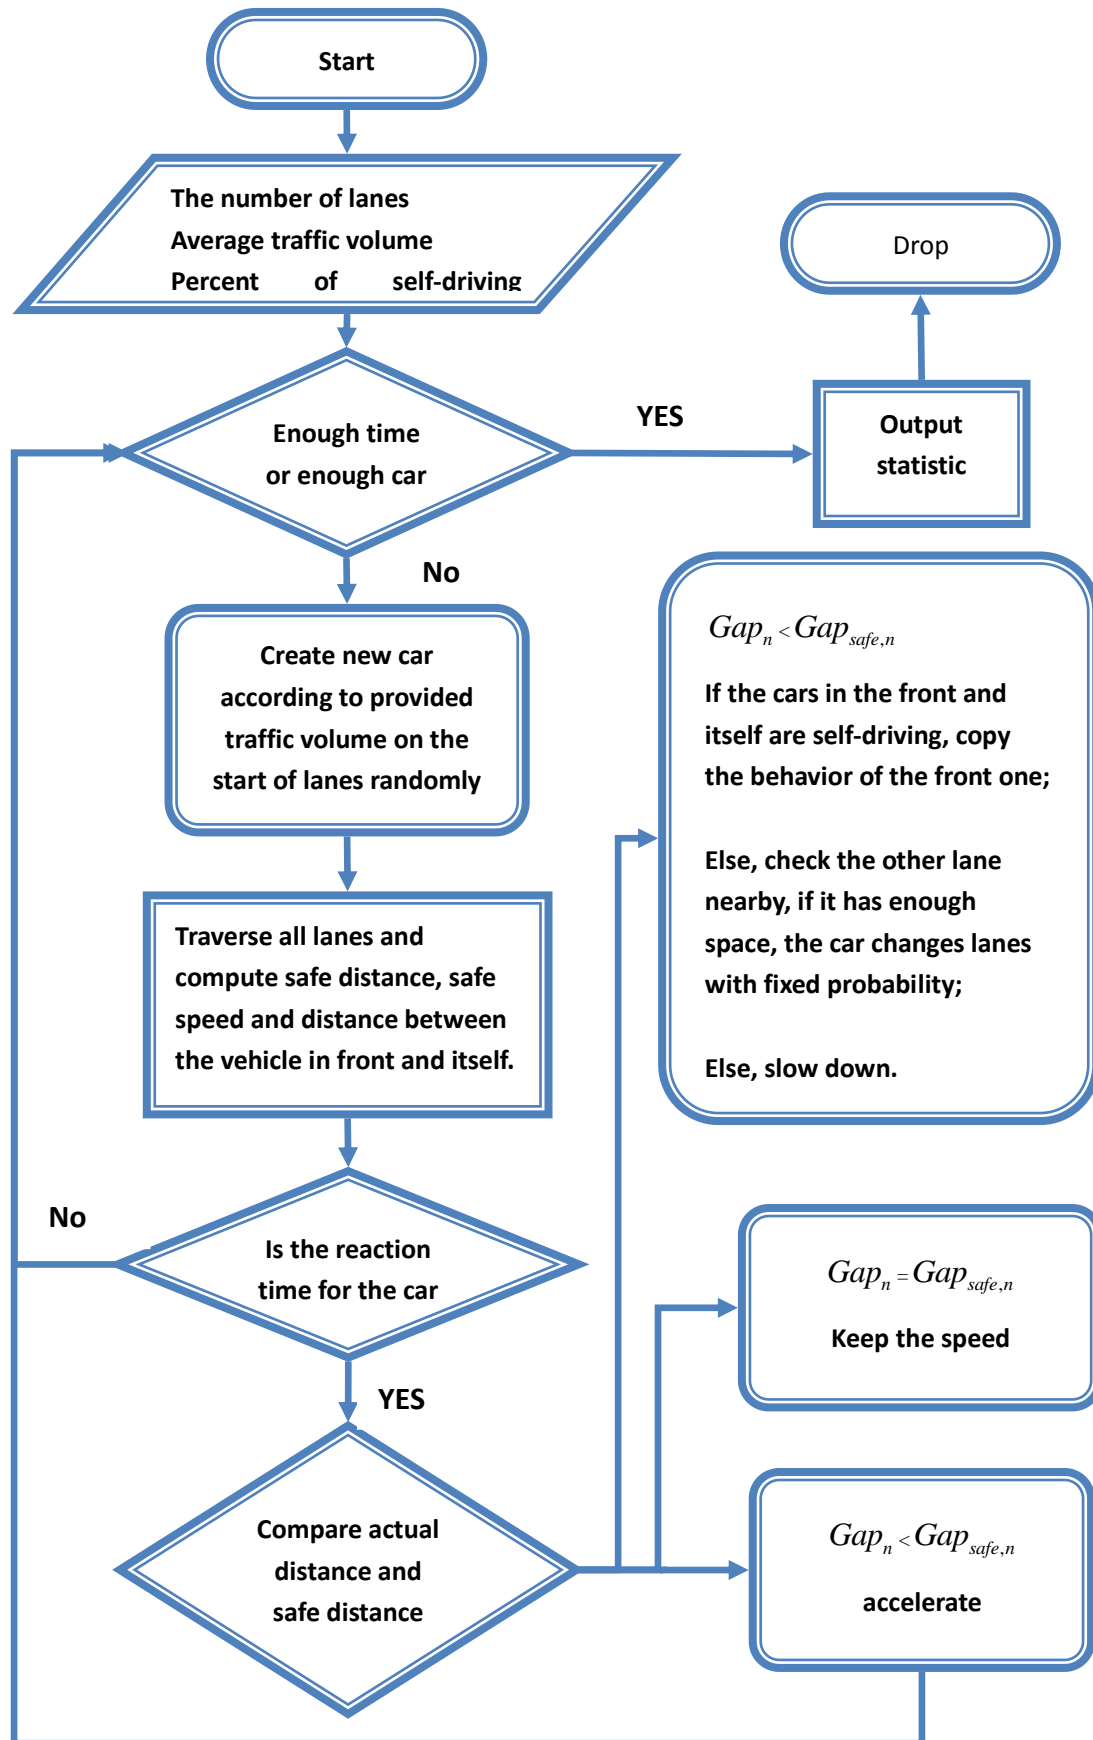 Start
The number of lanes
Average traffic volume
Percent of self-driving
Drop
Enough time
or enough car
YES
Output
statistic
No
Create new car
according to provided
traffic volume on the
start of lanes randomly
Gapₙ < Gap_safe,n
If the cars in the front and
itself are self-driving, copy
the behavior of the front one;
Else, check the other lane
nearby, if it has enough
space, the car changes lanes
with fixed probability;
Else, slow down.
Traverse all lanes and
compute safe distance, safe
speed and distance between
the vehicle in front and itself.
No
Is the reaction
time for the car
YES
Gapₙ = Gap_safe,n
Keep the speed
Compare actual
distance and
safe distance
Gapₙ < Gap_safe,n
accelerate